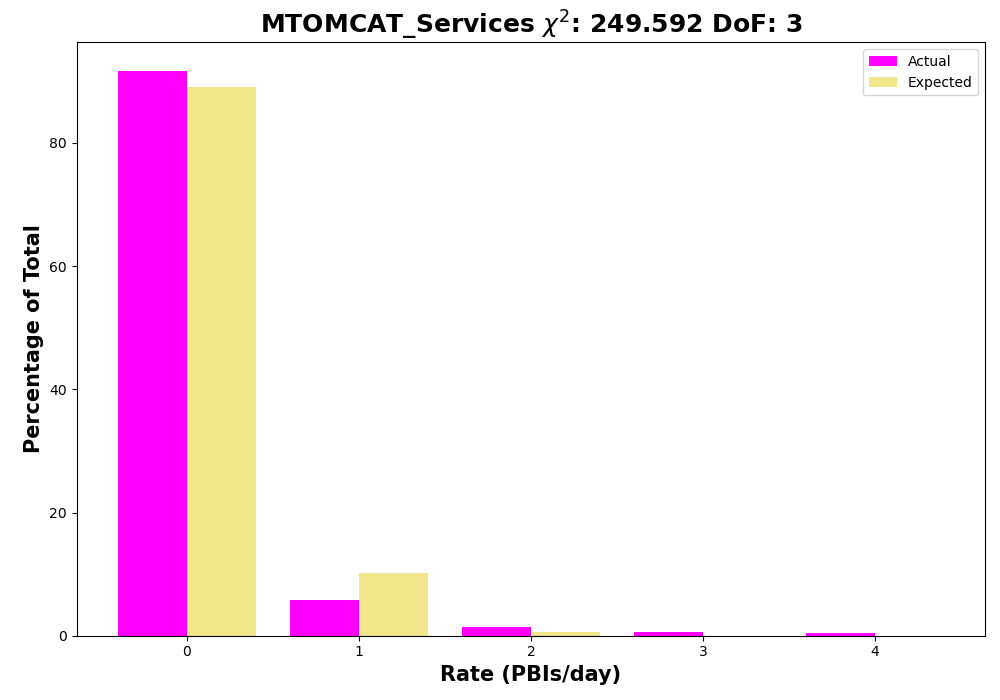 MTOMCAT_Services χ²: 249.592 DoF: 3
Actual
Expected
Percentage of Total
80
60
40
20
0
0 1 2 3 4
Rate (PBIs/day)